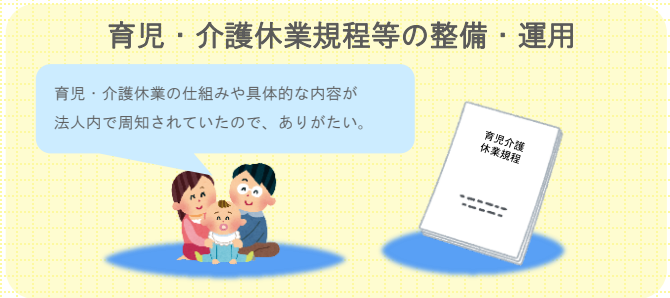 育児・介護休業規程等の整備・運用
育児・介護休業の仕組みや具体的な内容が
法人内で周知されていたので、ありがたい。
育児介護
休業規程